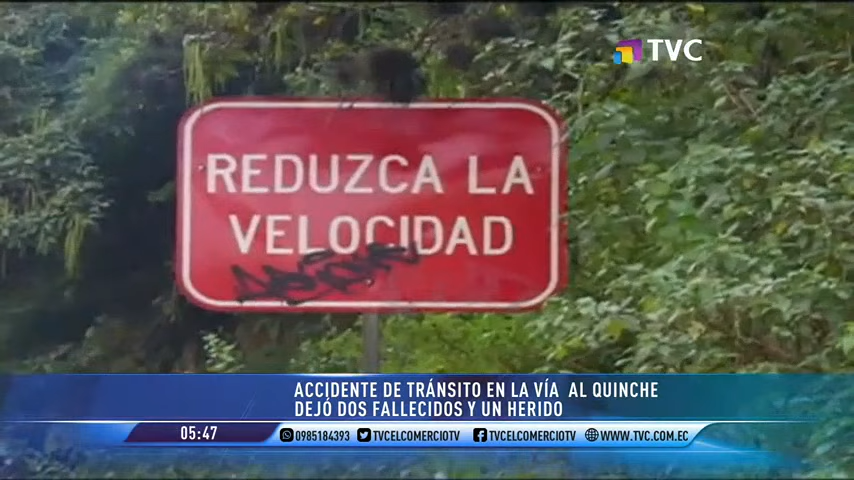 TVC
REDUZCA LA
VELOCIDAD
ACCIDENTE DE TRÁNSITO EN LA VÍA AL QUINCHE
DEJÓ DOS FALLECIDOS Y UN HERIDO
05:47 0985184393 TVCELCOMERCIOTV TVCELCOMERCIOTV WWW.TVC.COM.EC